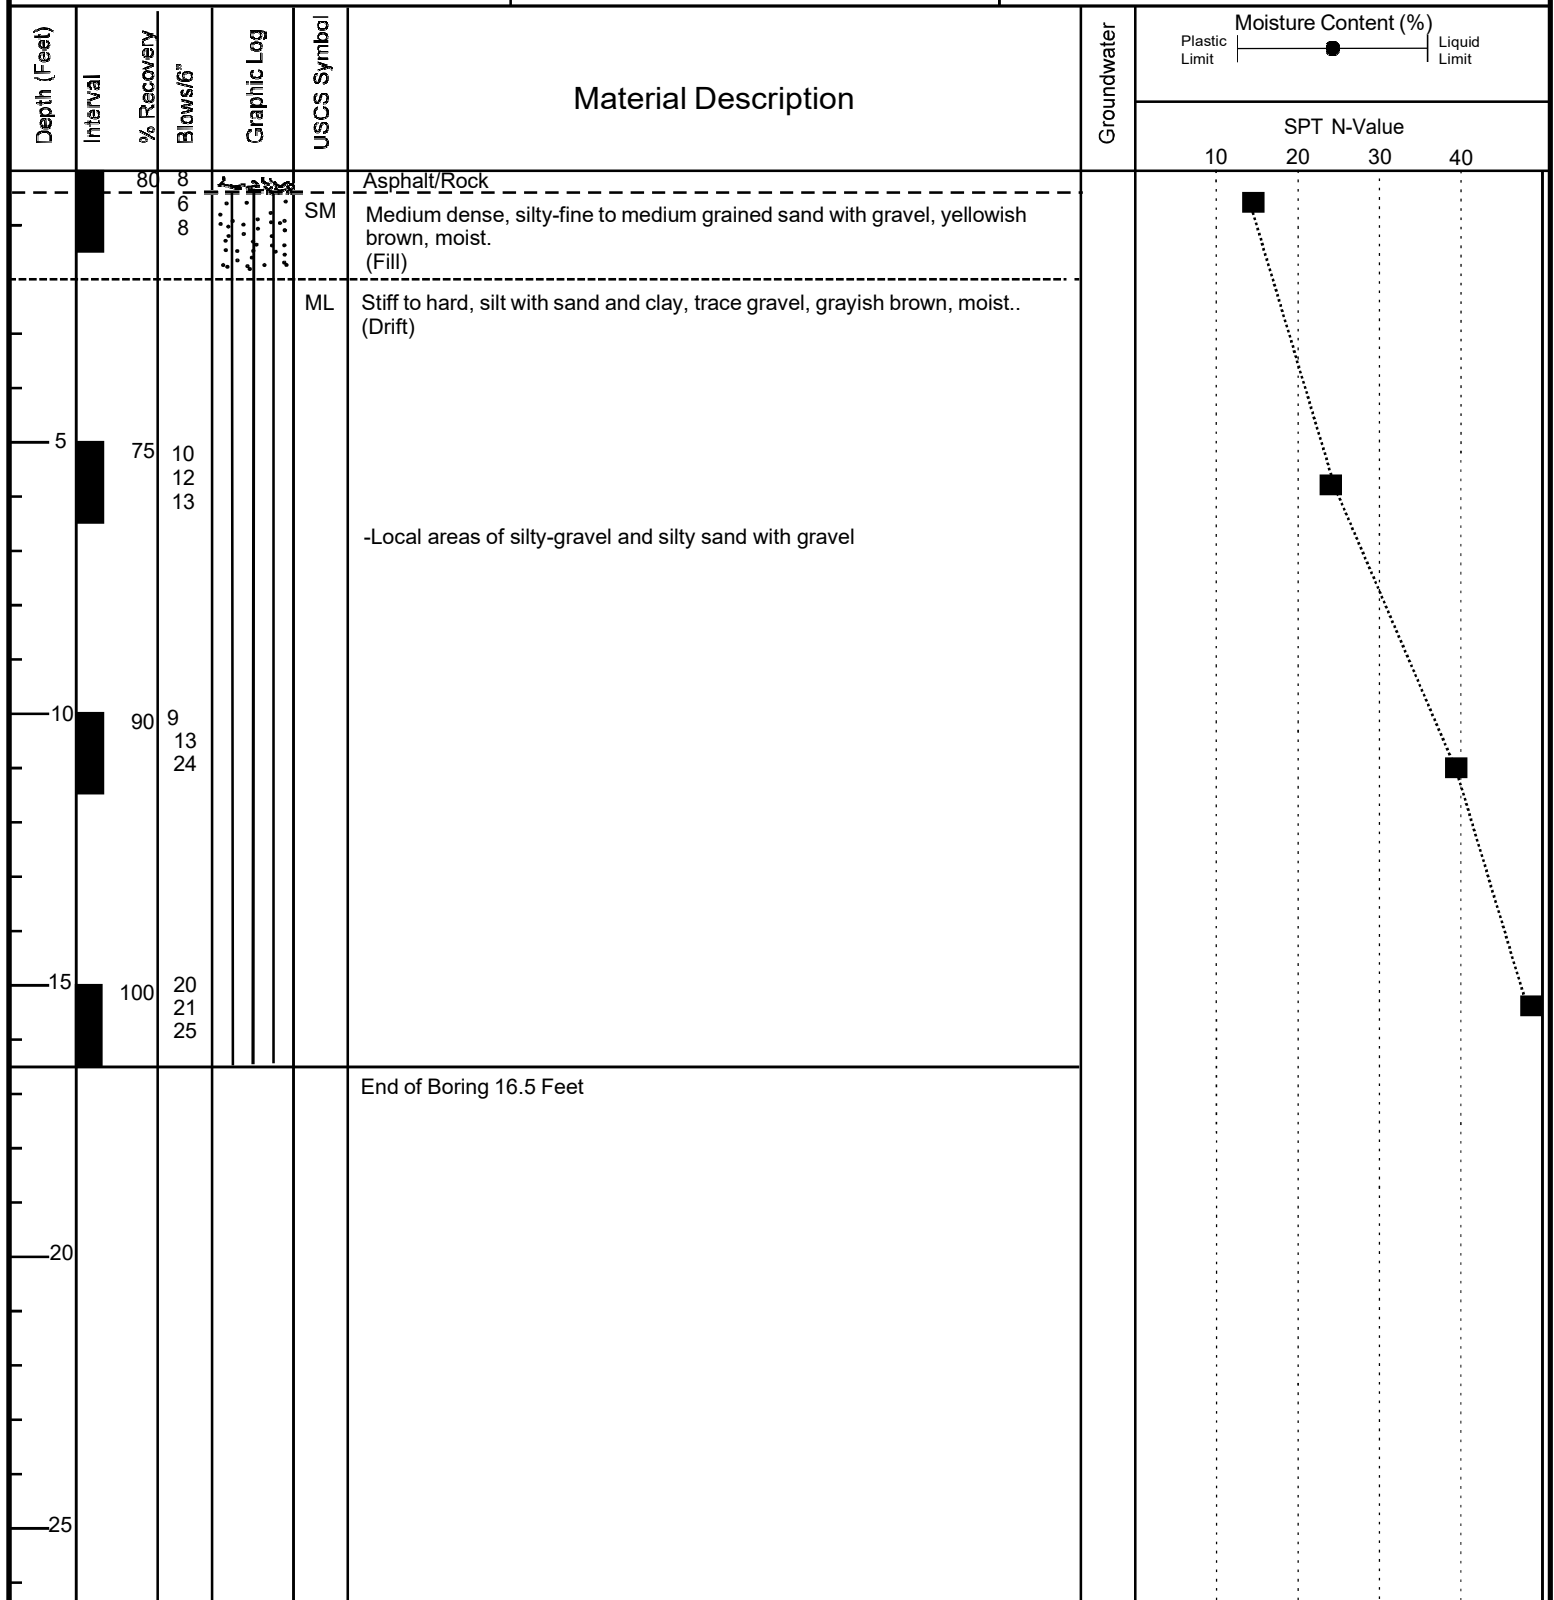 Depth (Feet)
Interval
% Recovery
Blows/6"
Graphic Log
USCS Symbol
Material Description
Groundwater
Moisture Content (%)
Plastic
Limit
Liquid
Limit
SPT N-Value
10 20 30 40
80 8
6
8
Asphalt/Rock
SM
Medium dense, silty-fine to medium grained sand with gravel, yellowish
brown, moist.
(Fill)
ML
Stiff to hard, silt with sand and clay, trace gravel, grayish brown, moist..
(Drift)
5
75
10
12
13
-Local areas of silty-gravel and silty sand with gravel
10
90
9
13
24
15
100
20
21
25
End of Boring 16.5 Feet
20
25